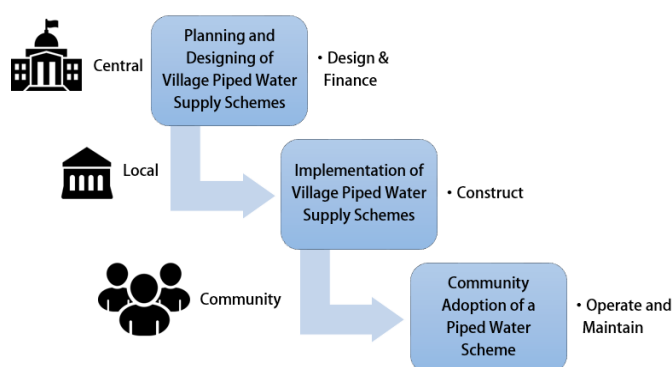 Central
Planning and
Designing of
Village Piped Water
Supply Schemes
• Design &
Finance
Local
Implementation of
Village Piped Water
Supply Schemes
• Construct
Community
Community
Adoption of a
Piped Water
Scheme
• Operate and
Maintain